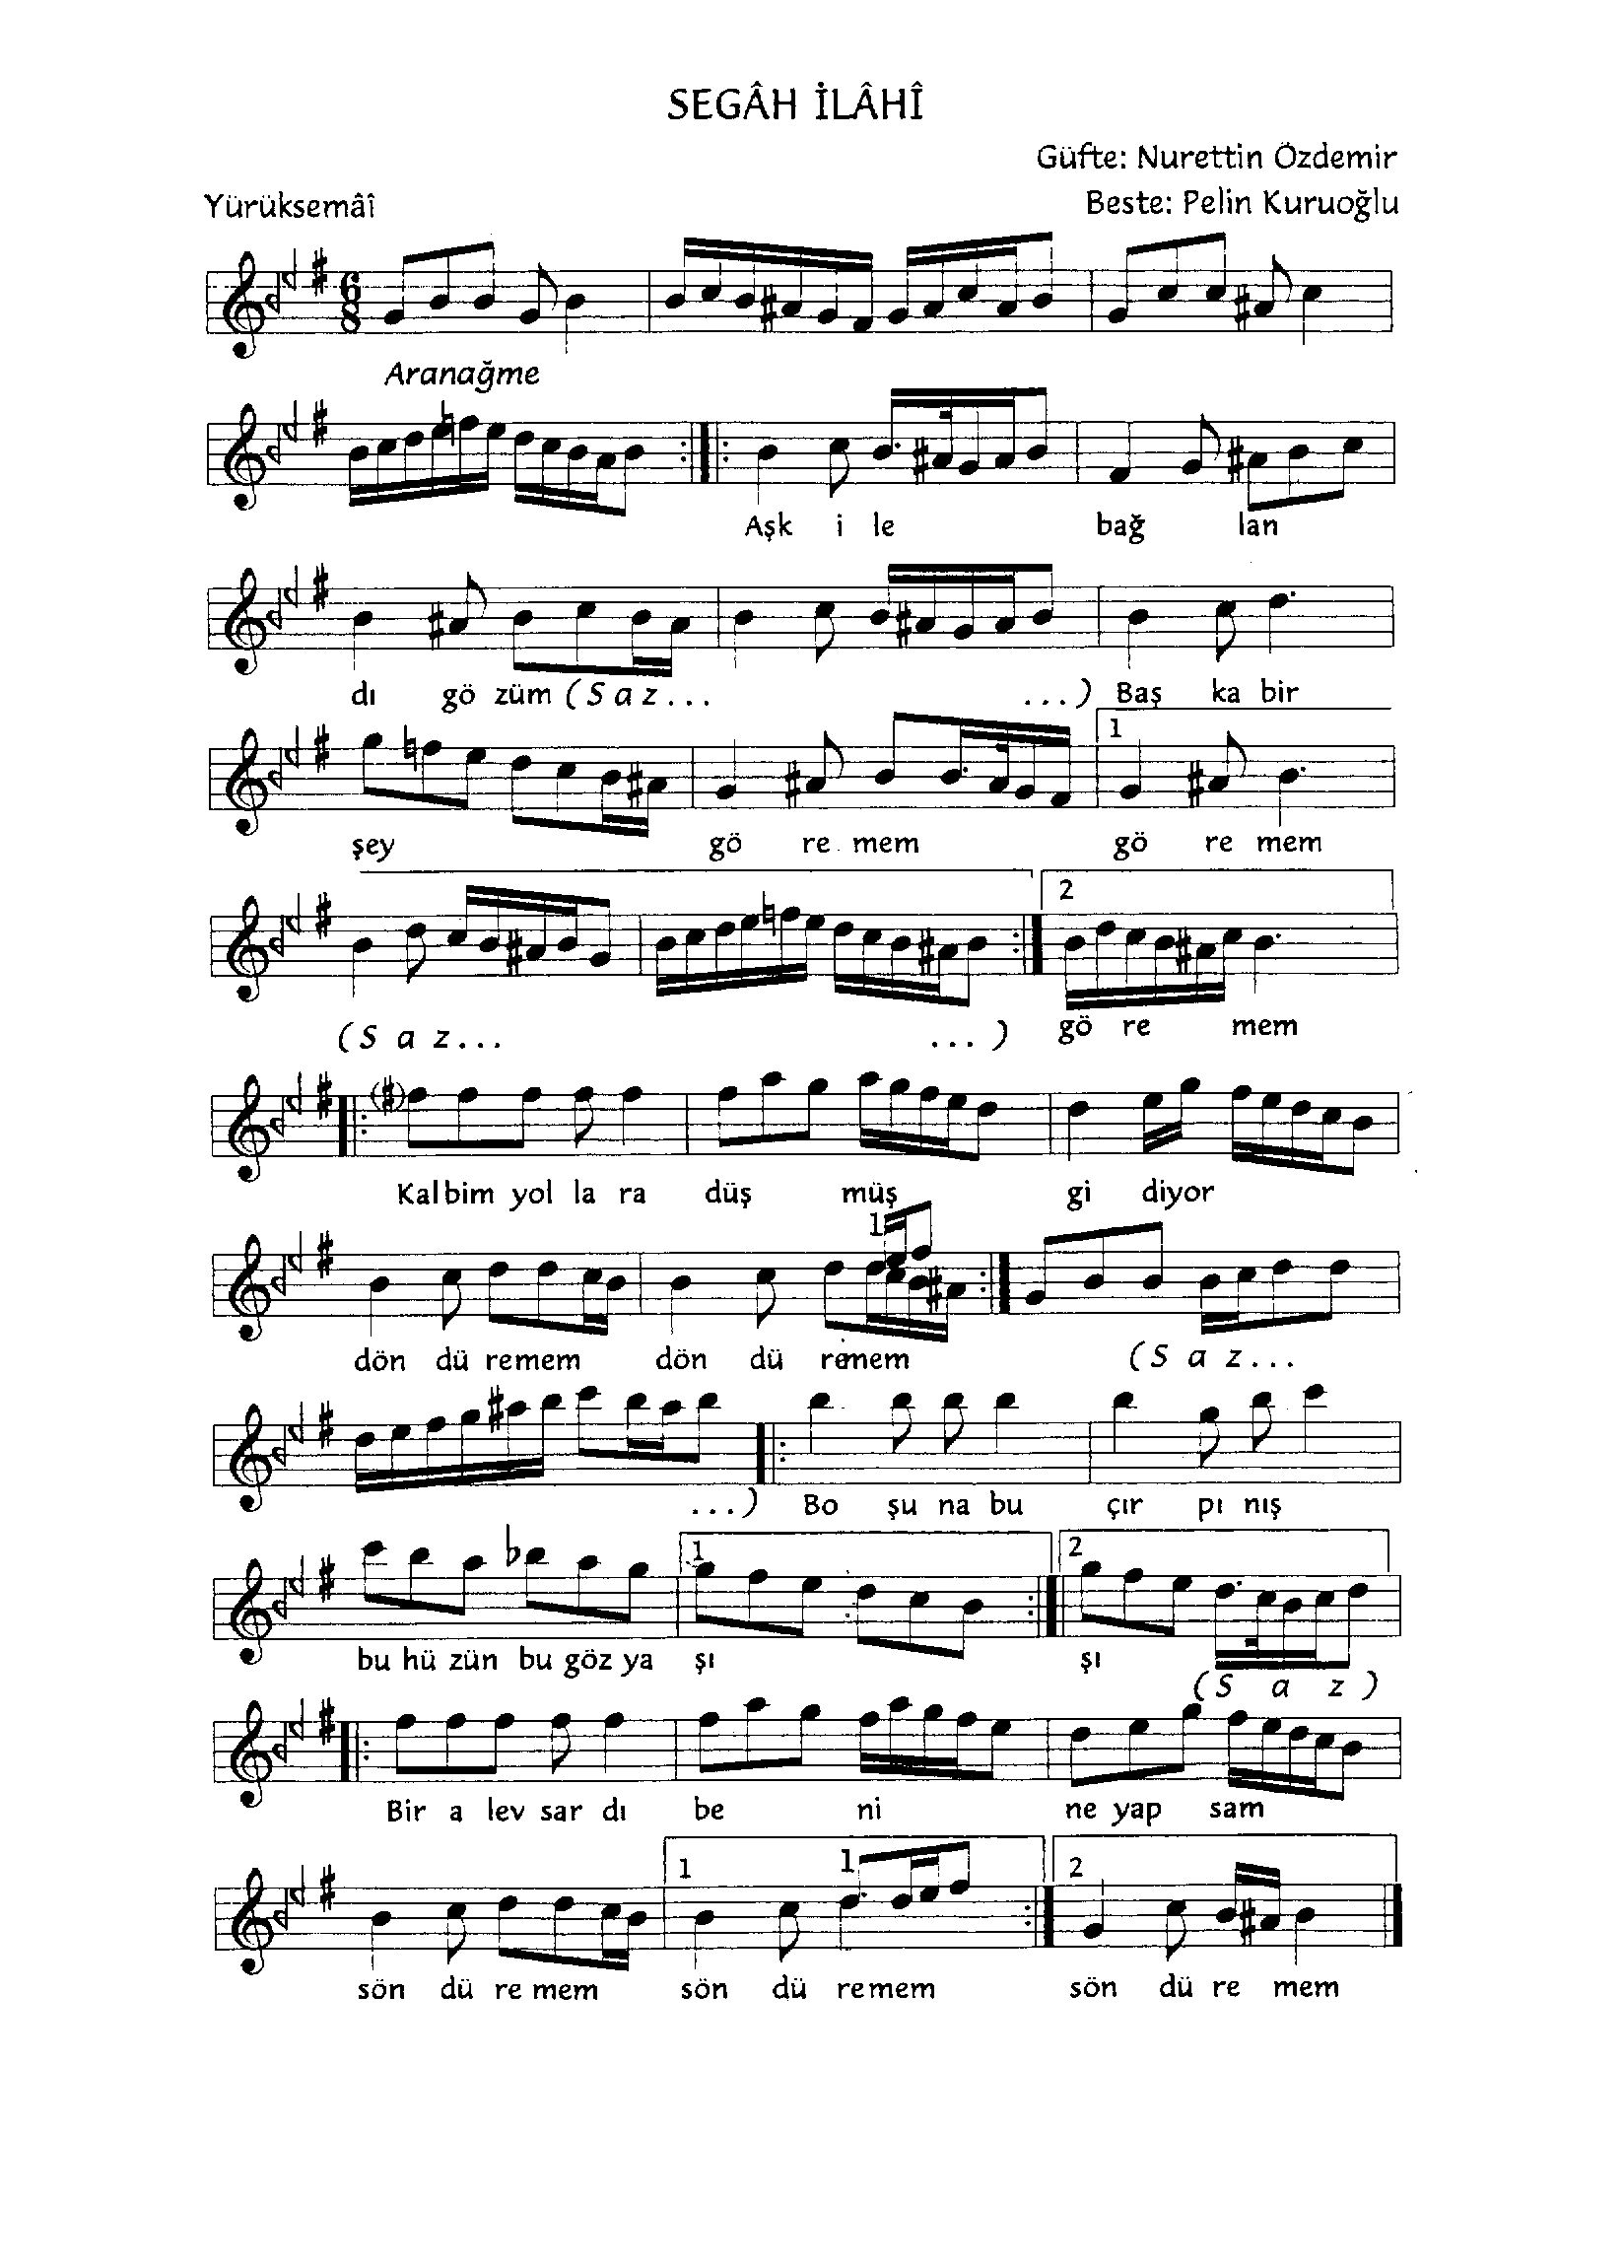 SEGÂH İLÂHÎ
Güfte: Nurettin Özdemir
Yürüksemâî
Beste: Pelin Kuruoğlu
6
8
Aranağme
Aşk i le bağ lan
dı gö züm (Saz... ...) Baş ka bir
1
şey gö re mem gö re mem
2
(Saz... ...) gö re mem
Kalbim yol la ra düş müş gi diyor
1
dön dü remem dön dü remem (Saz...
...) Bo şu na bu çır pı nış
1 2
bu hü zün bu göz ya şı şı
(Saz)
Bir a lev sar dı be ni ne yap sam
1 1 2
sön dü re mem sön dü remem sön dü re mem